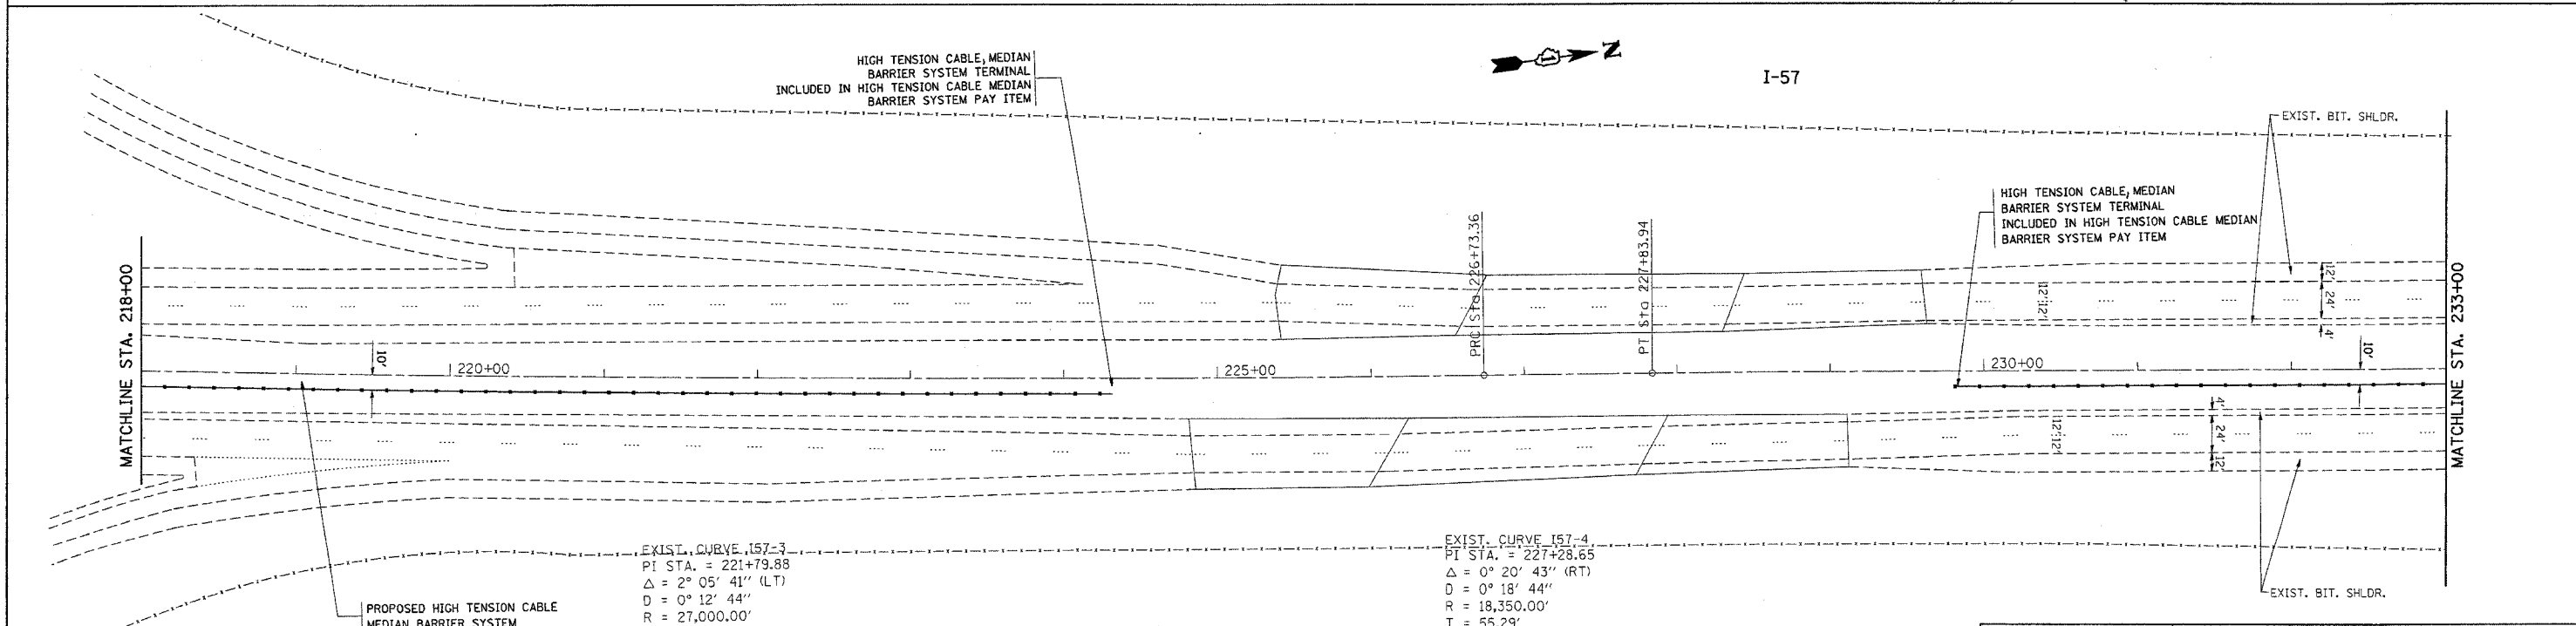 HIGH TENSION CABLE, MEDIAN
BARRIER SYSTEM TERMINAL
INCLUDED IN HIGH TENSION CABLE MEDIAN
BARRIER SYSTEM PAY ITEM
N
I-57
EXIST. BIT. SHLDR.
HIGH TENSION CABLE, MEDIAN
BARRIER SYSTEM TERMINAL
INCLUDED IN HIGH TENSION CABLE MEDIAN
BARRIER SYSTEM PAY ITEM
MATCHLINE STA. 218+00
PRC Sta 226+73.36
PT Sta 227+83.94
12'
24'
4'
12'
12'
MATCHLINE STA. 233+00
10'
220+00
225+00
230+00
10'
4'
24'
12'
12'
12'
EXIST. CURVE I57-3
PI STA. = 221+79.88
Δ = 2° 05' 41" (LT)
D = 0° 12' 44"
R = 27,000.00'
EXIST. CURVE I57-4
PI STA. = 227+28.65
Δ = 0° 20' 43" (RT)
D = 0° 18' 44"
R = 18,350.00'
T = 55.29'
EXIST. BIT. SHLDR.
PROPOSED HIGH TENSION CABLE
MEDIAN BARRIER SYSTEM